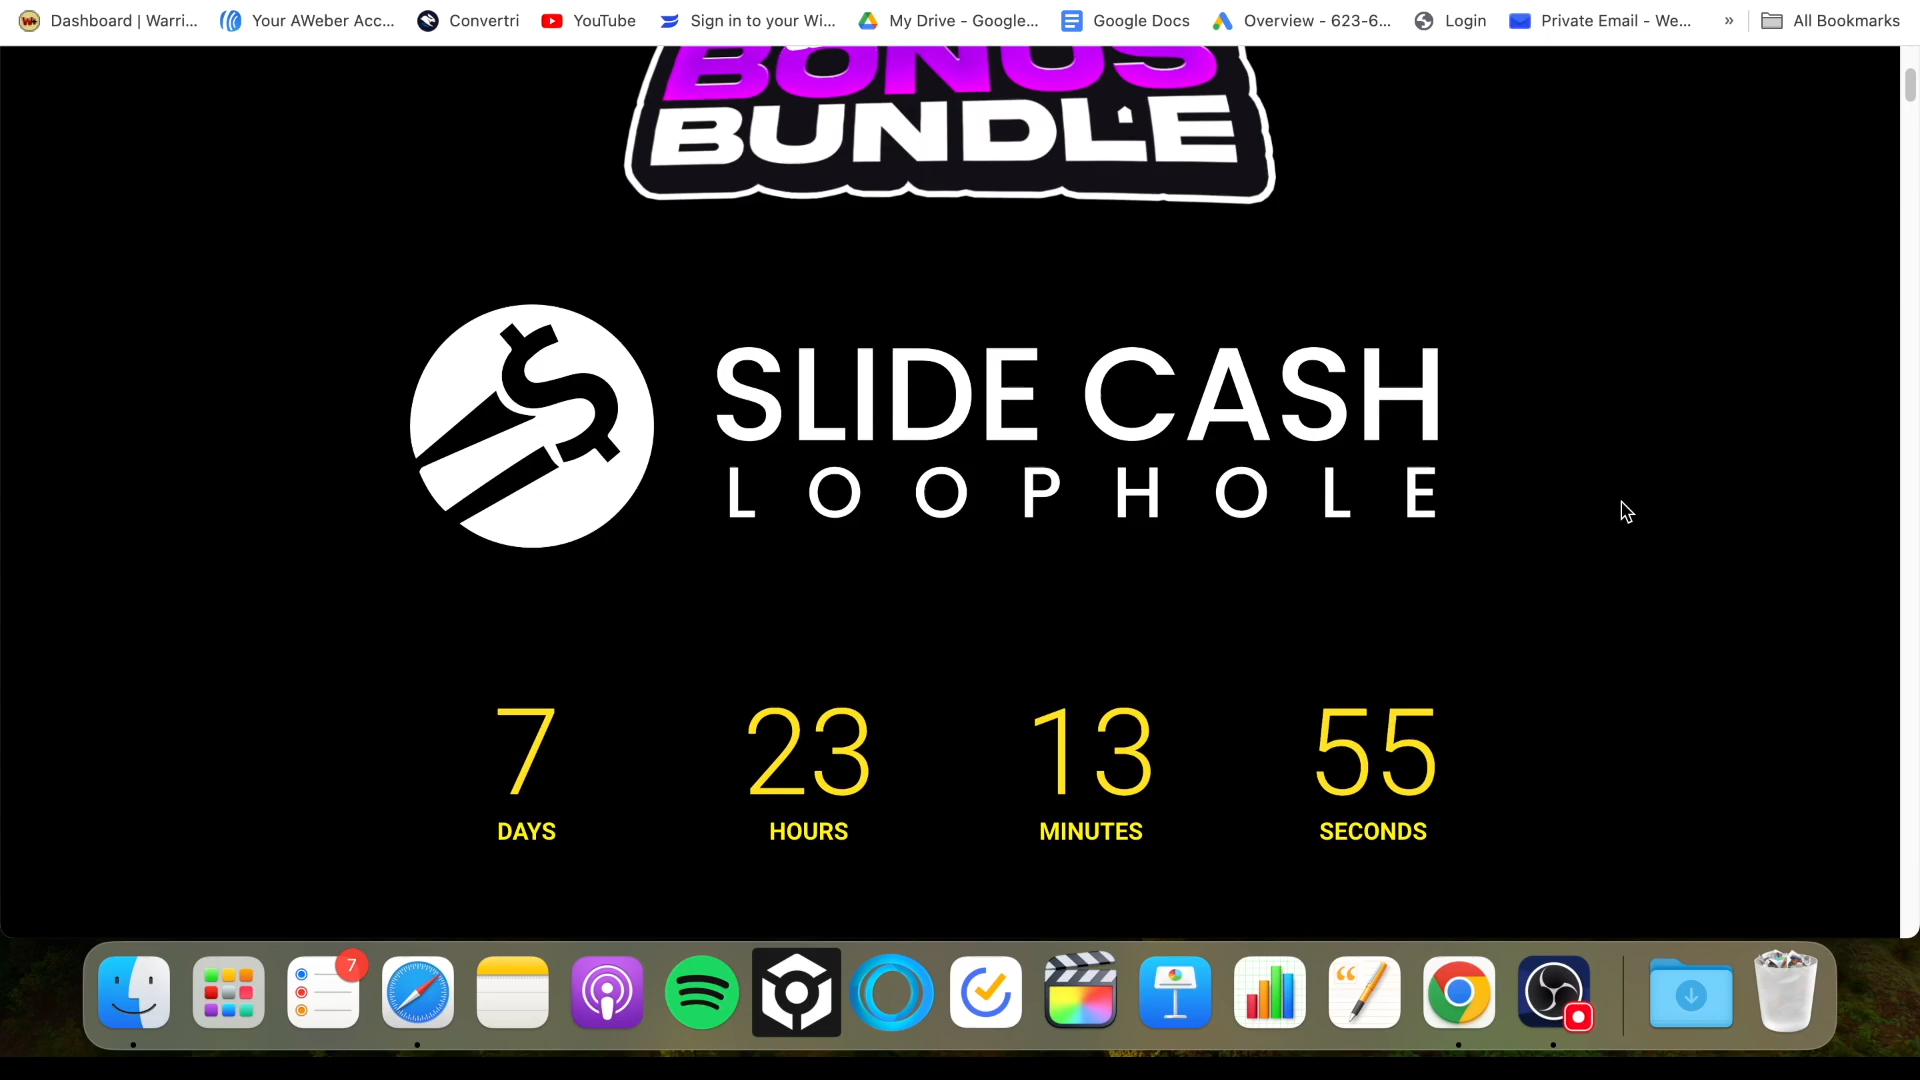 Dashboard | Warri... Your AWeber Acc... Convertri YouTube Sign in to your Wi... My Drive - Google... Google Docs Overview - 623-6... Login Private Email - We... » All Bookmarks
BONUS
BUNDLE
SLIDE CASH
LOOPHOLE
7 23 13 55
DAYS HOURS MINUTES SECONDS
7